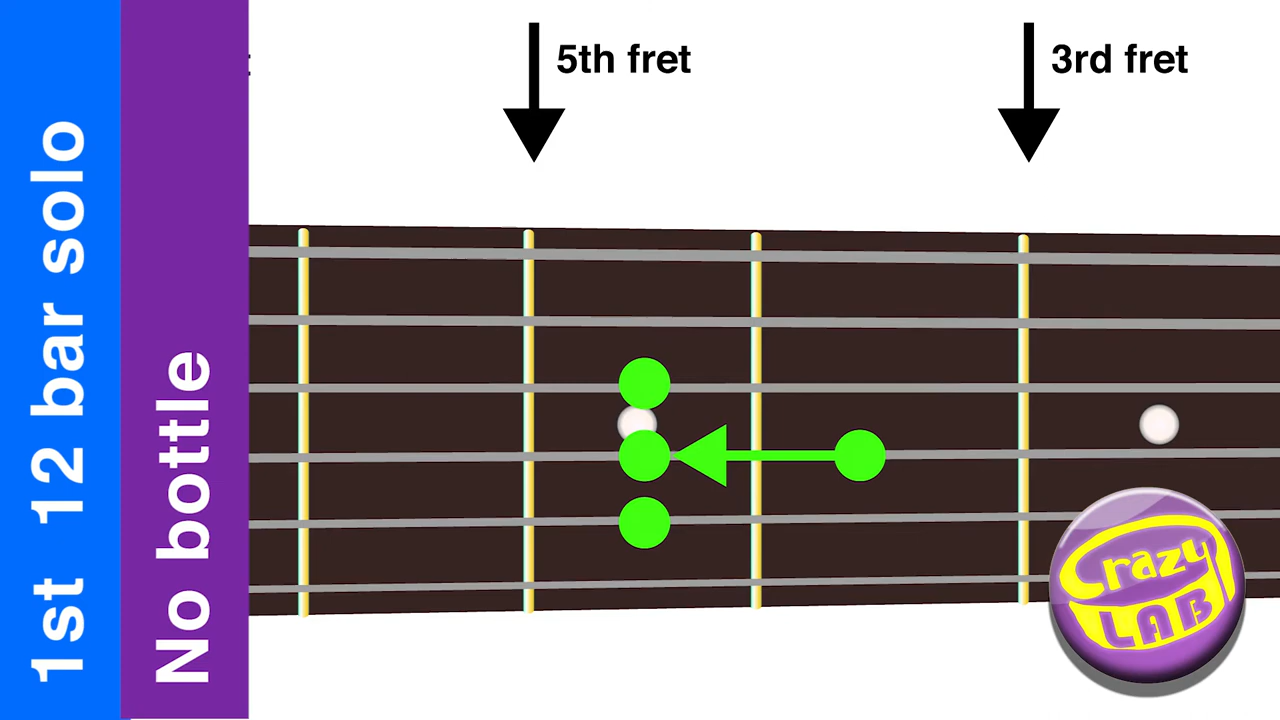 1st 12 bar solo
No bottle
5th fret
3rd fret
Crazy
LAB